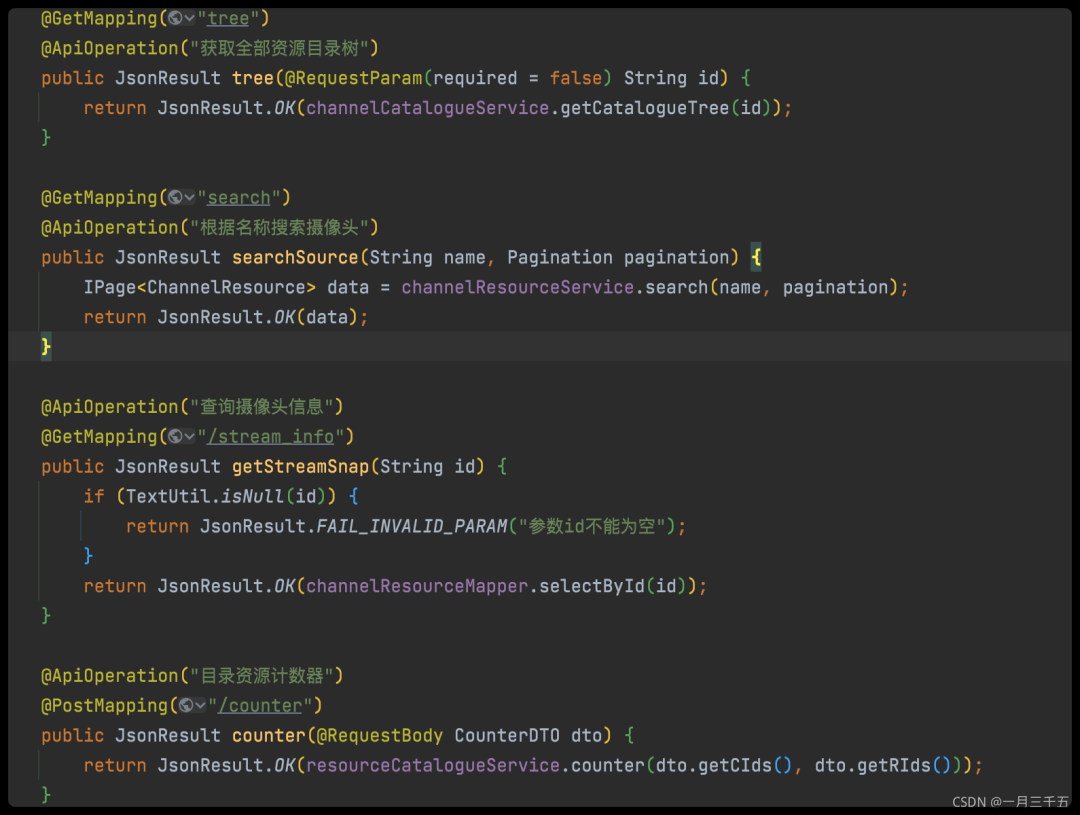 @GetMapping("tree")
@ApiOperation("获取全部资源目录树")
public JsonResult tree(@RequestParam(required = false) String id) {
    return JsonResult.OK(channelCatalogueService.getCatalogueTree(id));
}
@GetMapping("search")
@ApiOperation("根据名称搜索摄像头")
public JsonResult searchSource(String name, Pagination pagination) {
    IPage<ChannelResource> data = channelResourceService.search(name, pagination);
    return JsonResult.OK(data);
}
@ApiOperation("查询摄像头信息")
@GetMapping("/stream_info")
public JsonResult getStreamSnap(String id) {
    if (TextUtil.isNull(id)) {
        return JsonResult.FAIL_INVALID_PARAM("参数id不能为空");
    }
    return JsonResult.OK(channelResourceMapper.selectById(id));
}
@ApiOperation("目录资源计数器")
@PostMapping("/counter")
public JsonResult counter(@RequestBody CounterDTO dto) {
    return JsonResult.OK(resourceCatalogueService.counter(dto.getCIds(), dto.getRIds()));
}
CSDN @一月三千五